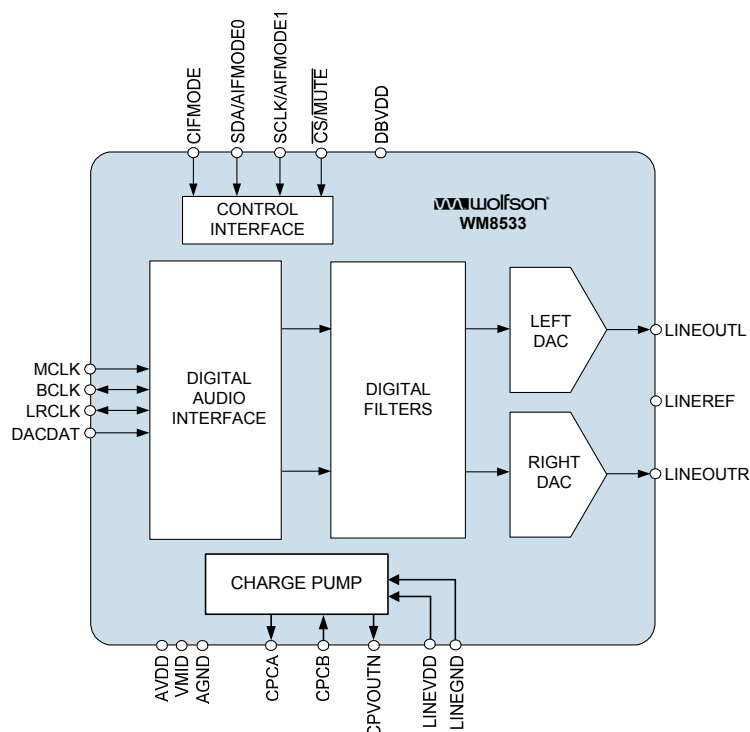 CIFMODE
SDA/AIFMODE0
SCLK/AIFMODE1
CS/MUTE
DBVDD
CONTROL
INTERFACE
wolfson
WM8533
MCLK
BCLK
LRCLK
DACDAT
DIGITAL
AUDIO
INTERFACE
DIGITAL
FILTERS
LEFT
DAC
RIGHT
DAC
LINEOUTL
LINEREF
LINEOUTR
CHARGE PUMP
AVDD
VMID
AGND
CPCA
CPCB
CPVOUTN
LINEVDD
LINEGND